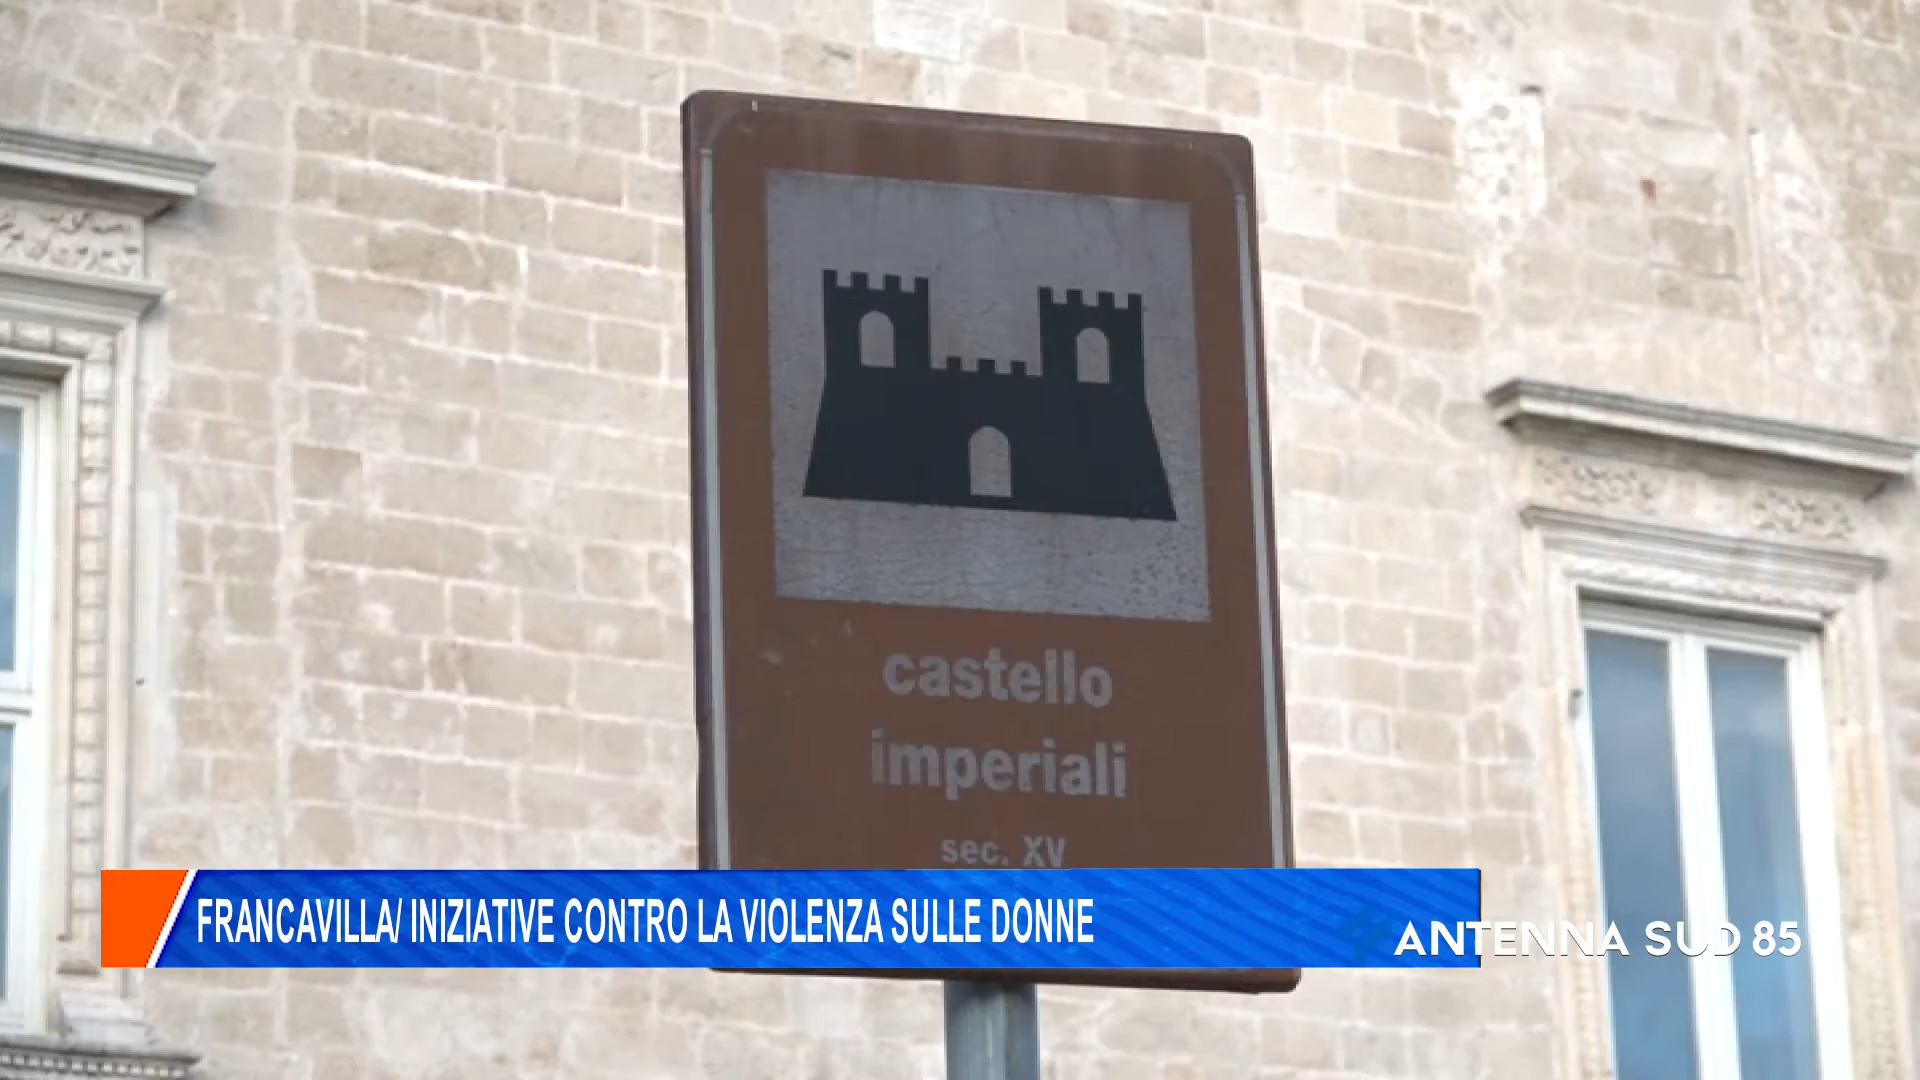 castello
imperiali
sec. XV
FRANCAVILLA/ INIZIATIVE CONTRO LA VIOLENZA SULLE DONNE
ANTENNA SUD 85